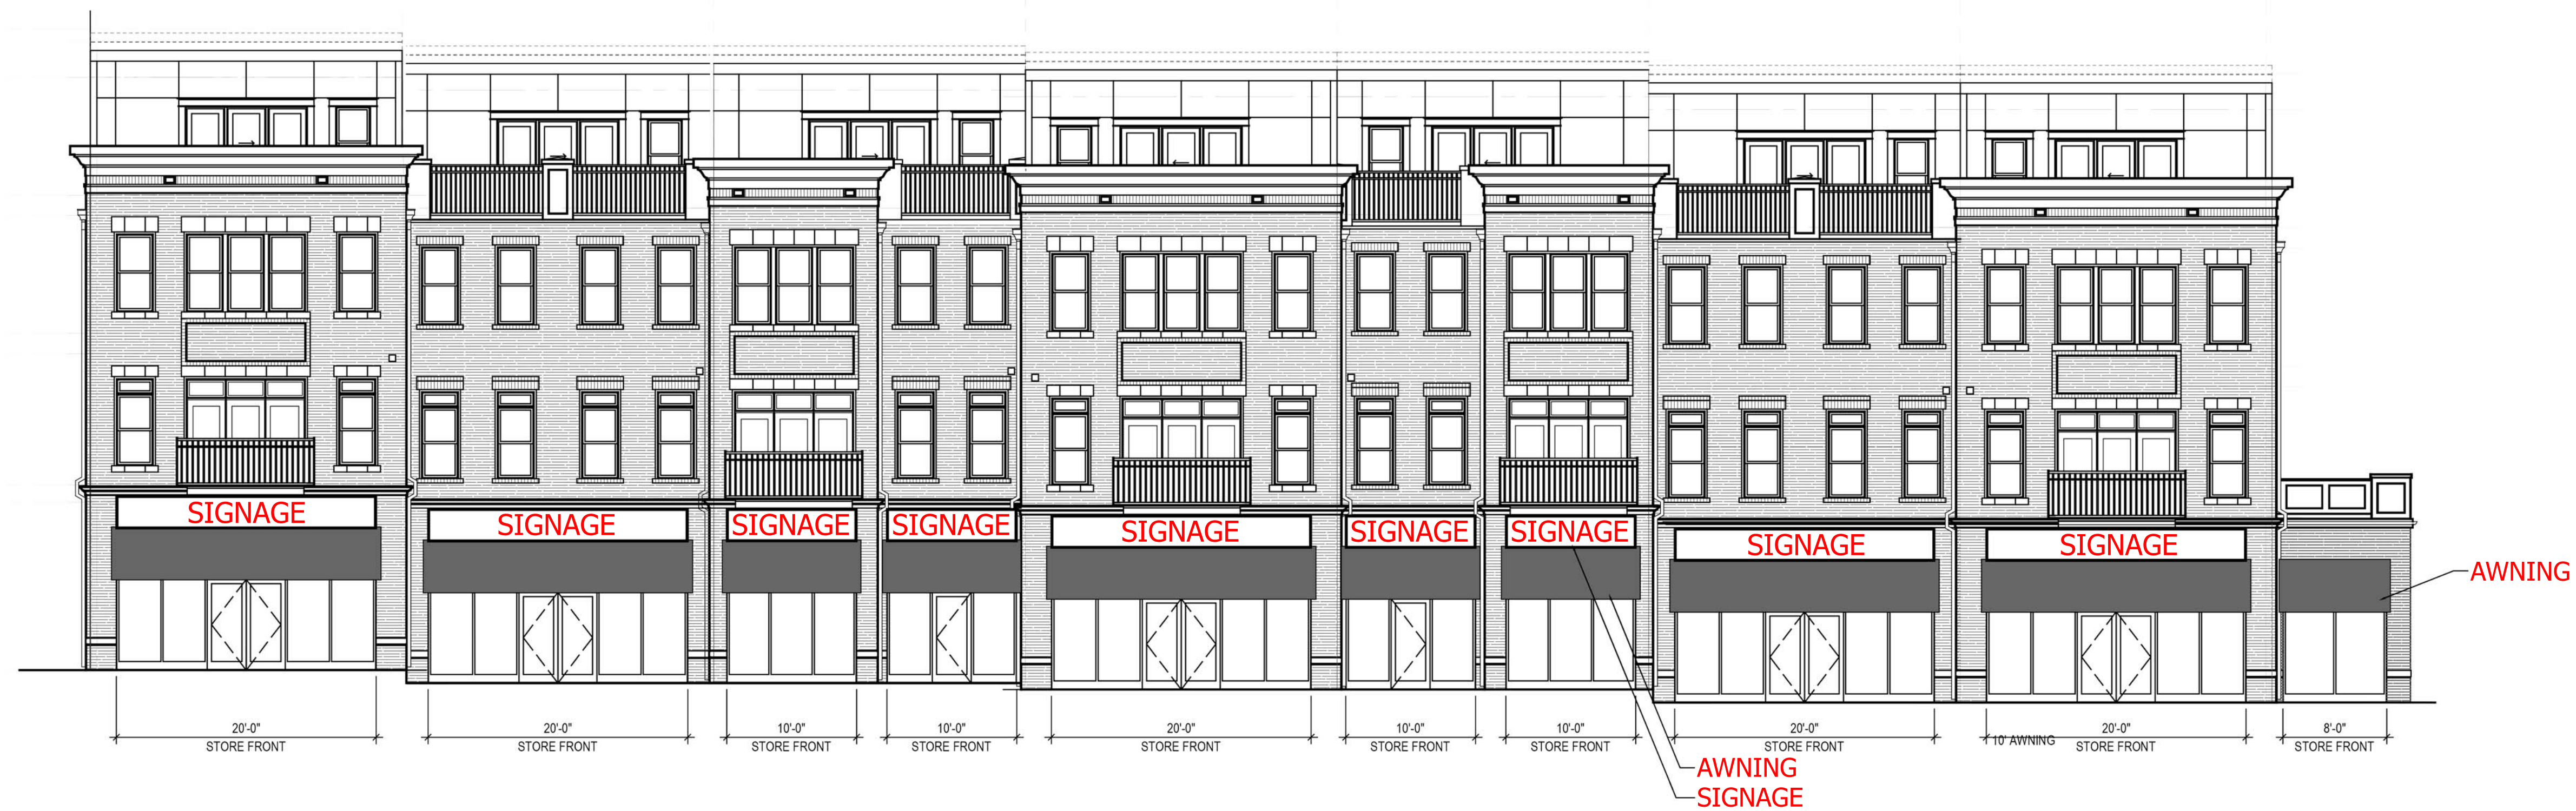 SIGNAGE
SIGNAGE
SIGNAGE
SIGNAGE
SIGNAGE
SIGNAGE
SIGNAGE
SIGNAGE
SIGNAGE
AWNING
20'-0"
STORE FRONT
20'-0"
STORE FRONT
10'-0"
STORE FRONT
10'-0"
STORE FRONT
20'-0"
STORE FRONT
10'-0"
STORE FRONT
10'-0"
STORE FRONT
20'-0"
STORE FRONT
10' AWNING
20'-0"
STORE FRONT
8'-0"
STORE FRONT
AWNING
SIGNAGE